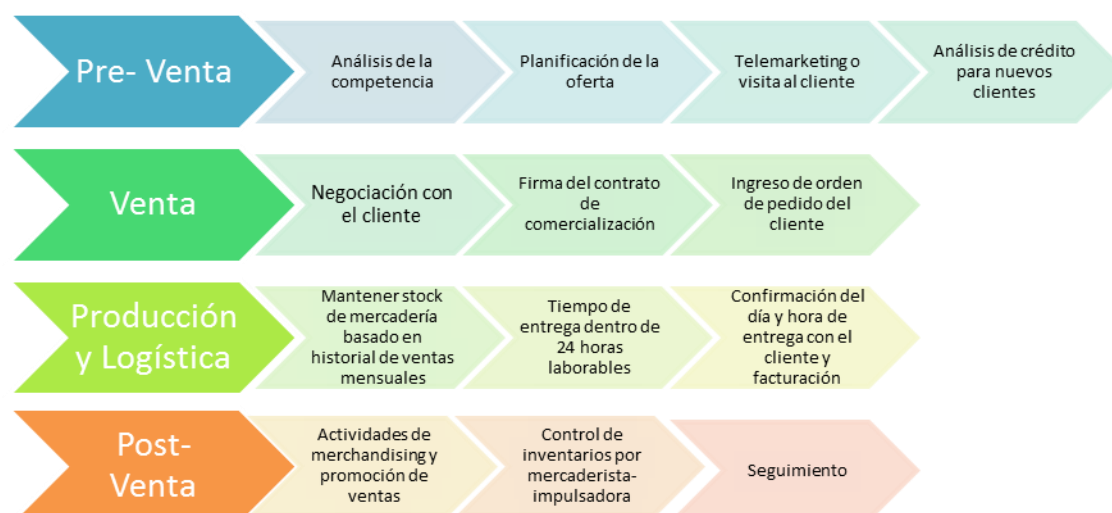 Pre- Venta
Análisis de la
competencia
Planificación de la
oferta
Telemarketing o
visita al cliente
Análisis de crédito
para nuevos
clientes
Venta
Negociación con
el cliente
Firma del contrato
de
comercialización
Ingreso de orden
de pedido del
cliente
Producción
y Logística
Mantener stock
de mercadería
basado en
historial de ventas
mensuales
Tiempo de
entrega dentro de
24 horas
laborables
Confirmación del
día y hora de
entrega con el
cliente y
facturación
Post-
Venta
Actividades de
merchandising y
promoción de
ventas
Control de
inventarios por
mercaderista-
impulsadora
Seguimiento